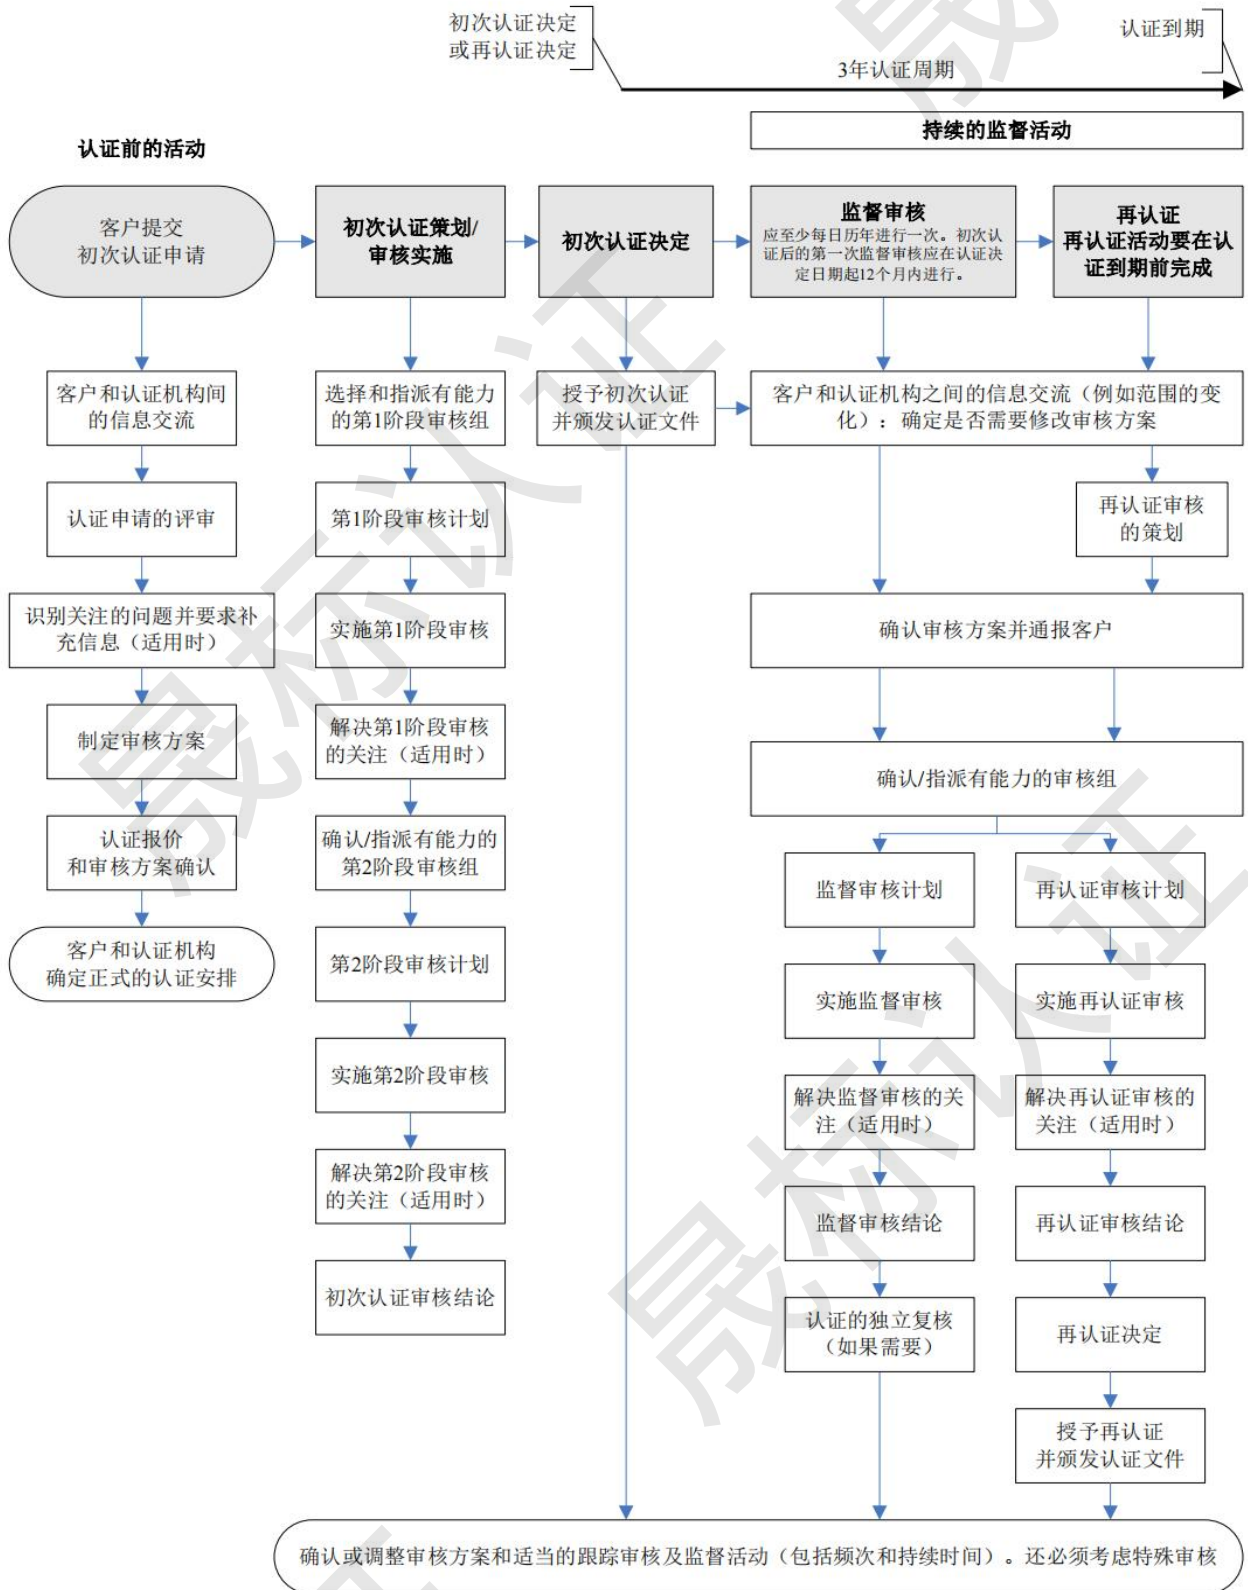 初次认证决定
或再认证决定
认证到期
3年认证周期
持续的监督活动
认证前的活动
客户提交
初次认证申请
初次认证策划/
审核实施
初次认证决定
监督审核
应至少每日历年进行一次。初次认
证后的第一次监督审核应在认证决
定日期起12个月内进行。
再认证
再认证活动要在认
证到期前完成
客户和认证机构间
的信息交流
选择和指派有能力
的第1阶段审核组
授予初次认证
并颁发认证文件
客户和认证机构之间的信息交流（例如范围的变
化）：确定是否需要修改审核方案
认证申请的评审
第1阶段审核计划
再认证审核
的策划
识别关注的问题并要求补
充信息（适用时）
实施第1阶段审核
确认审核方案并通报客户
制定审核方案
解决第1阶段审核
的关注（适用时）
确认/指派有能力的审核组
认证报价
和审核方案确认
确认/指派有能力的
第2阶段审核组
监督审核计划
再认证审核计划
客户和认证机构
确定正式的认证安排
第2阶段审核计划
实施监督审核
实施再认证审核
实施第2阶段审核
解决监督审核的关
注（适用时）
解决再认证审核的
关注（适用时）
解决第2阶段审核
的关注（适用时）
监督审核结论
再认证审核结论
初次认证审核结论
认证的独立复核
（如果需要）
再认证决定
授予再认证
并颁发认证文件
确认或调整审核方案和适当的跟踪审核及监督活动（包括频次和持续时间）。还必须考虑特殊审核
晟标认证
晟标认证